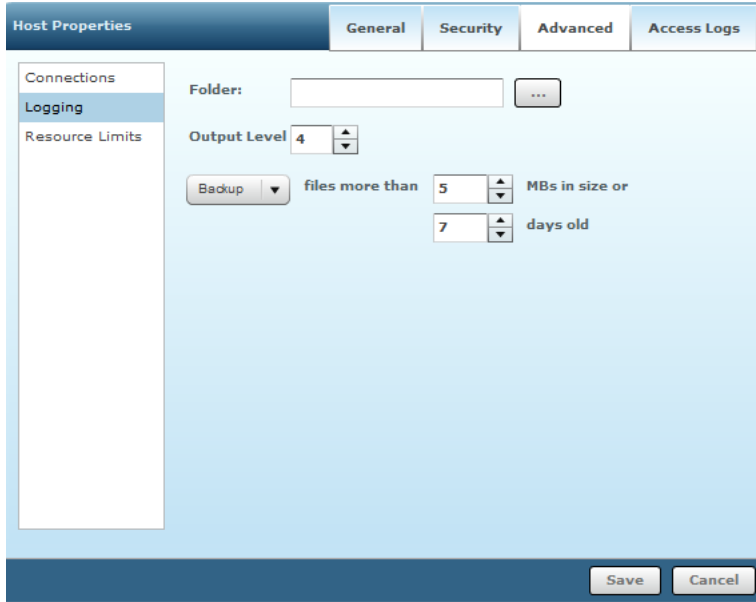 Host Properties
General
Security
Advanced
Access Logs
Connections
Logging
Resource Limits
Folder:
...
Output Level 4
Backup files more than 5 MBs in size or
7 days old
Save
Cancel